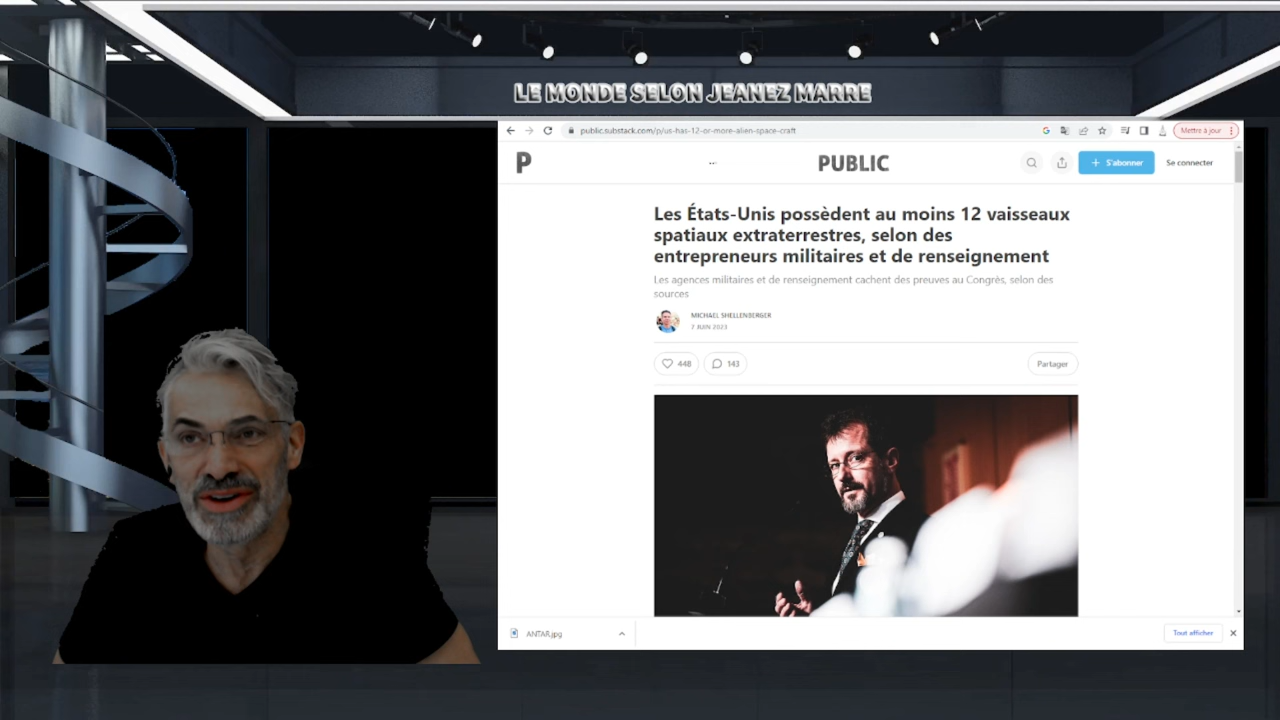 LE MONDE SELON JEANEZ MARRE
public.substack.com/p/us-has-12-or-more-alien-space-craft
Mettre à jour
P
...
PUBLIC
+ S'abonner
Se connecter
Les États-Unis possèdent au moins 12 vaisseaux
spatiaux extraterrestres, selon des
entrepreneurs militaires et de renseignement
Les agences militaires et de renseignement cachent des preuves au Congrès, selon des
sources
MICHAEL SHELLENBERGER
7 JUIN 2023
448
143
Partager
ANTAR.jpg
Tout afficher